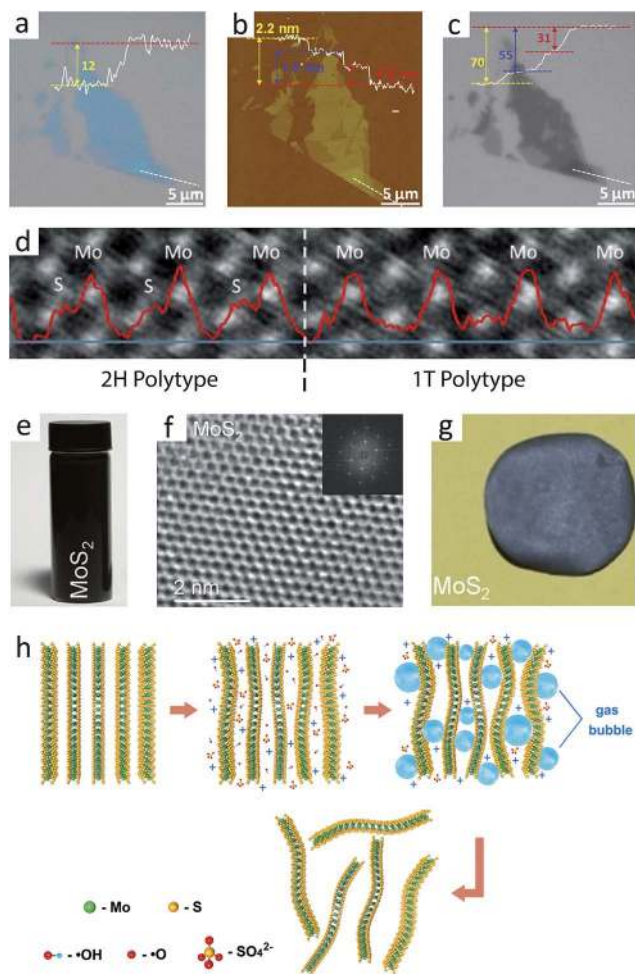 a
12
5 µm
b
2.2 nm
5 µm
c
31
55
70
5 µm
d
Mo Mo Mo Mo Mo Mo Mo
S S S
2H Polytype 1T Polytype
e
MoS2
f
MoS2
2 nm
g
MoS2
h
gas
bubble
- Mo - S
- •OH - •O - SO₄²⁻